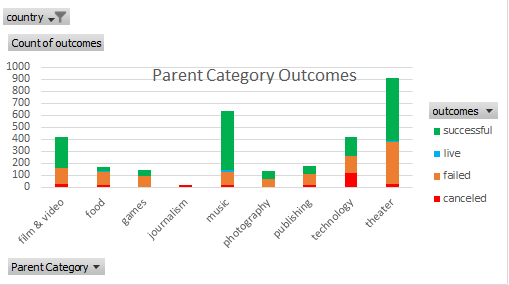 country
Count of outcomes
Parent Category Outcomes
1000
900
800
700
600
500
400
300
200
100
0
film & video
food
games
journalism
music
photography
publishing
technology
theater
outcomes
successful
live
failed
canceled
Parent Category